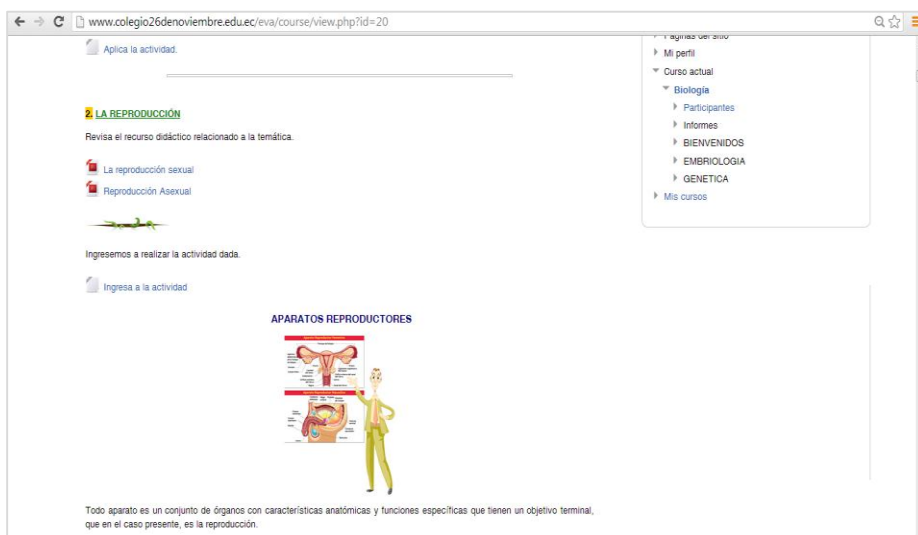 www.colegio26denoviembre.edu.ec/eva/course/view.php?id=20
Aplica la actividad.
2. LA REPRODUCCIÓN
Revisa el recurso didáctico relacionado a la temática.
La reproducción sexual
Reproducción Asexual
Ingresemos a realizar la actividad dada.
Ingresa a la actividad
APARATOS REPRODUCTORES
Todo aparato es un conjunto de órganos con características anatómicas y funciones específicas que tienen un objetivo terminal,
que en el caso presente, es la reproducción.
Páginas del sitio
Mi perfil
Curso actual
Biología
Participantes
Informes
BIENVENIDOS
EMBRIOLOGIA
GENETICA
Mis cursos